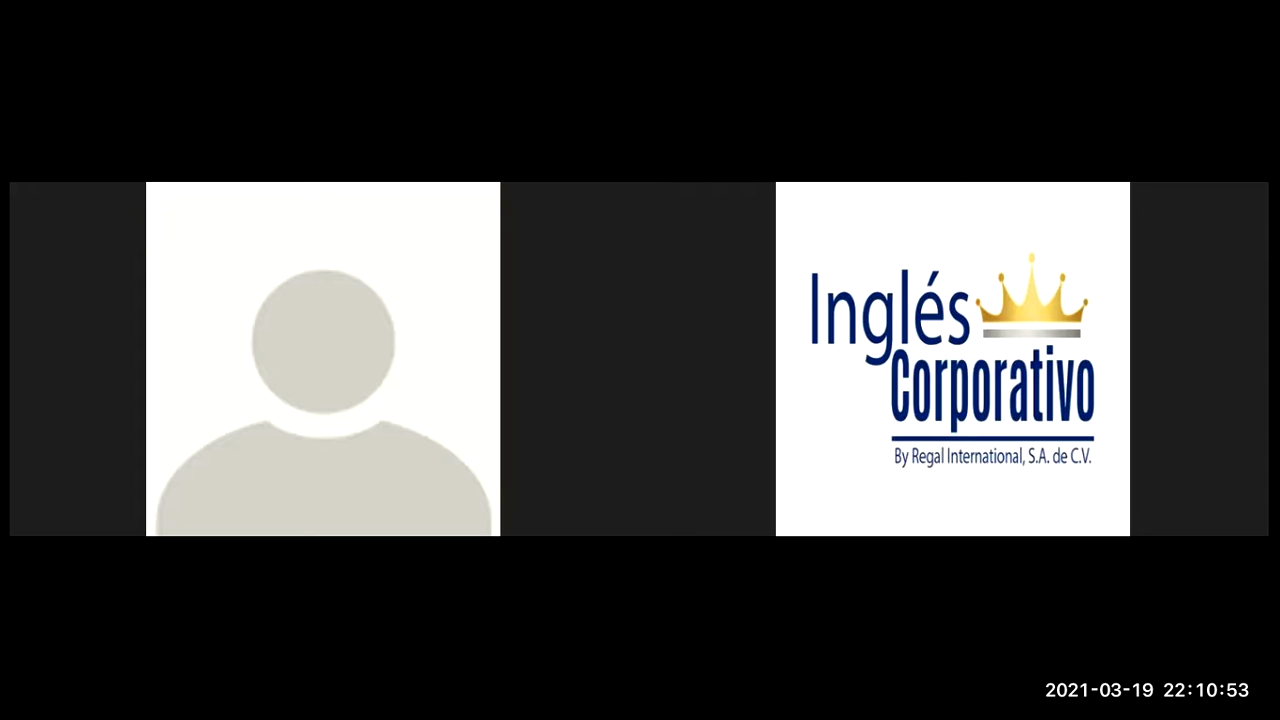 Inglés
Corporativo
By Regal International, S.A. de C.V.
2021-03-19 22:10:53